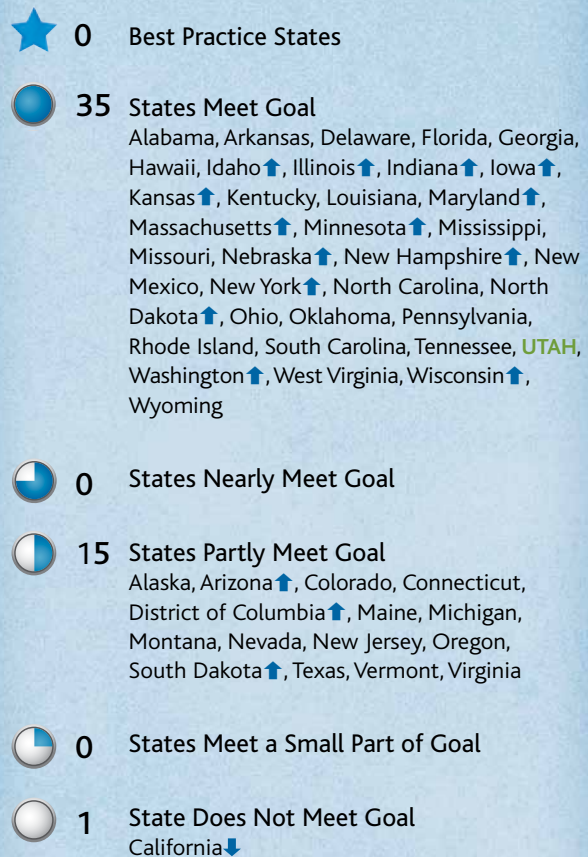 0 Best Practice States
35 States Meet Goal
Alabama, Arkansas, Delaware, Florida, Georgia,
Hawaii, Idaho⬆, Illinois⬆, Indiana⬆, Iowa⬆,
Kansas⬆, Kentucky, Louisiana, Maryland⬆,
Massachusetts⬆, Minnesota⬆, Mississippi,
Missouri, Nebraska⬆, New Hampshire⬆, New
Mexico, New York⬆, North Carolina, North
Dakota⬆, Ohio, Oklahoma, Pennsylvania,
Rhode Island, South Carolina, Tennessee, UTAH,
Washington⬆, West Virginia, Wisconsin⬆,
Wyoming
0 States Nearly Meet Goal
15 States Partly Meet Goal
Alaska, Arizona⬆, Colorado, Connecticut,
District of Columbia⬆, Maine, Michigan,
Montana, Nevada, New Jersey, Oregon,
South Dakota⬆, Texas, Vermont, Virginia
0 States Meet a Small Part of Goal
1 State Does Not Meet Goal
California⬇